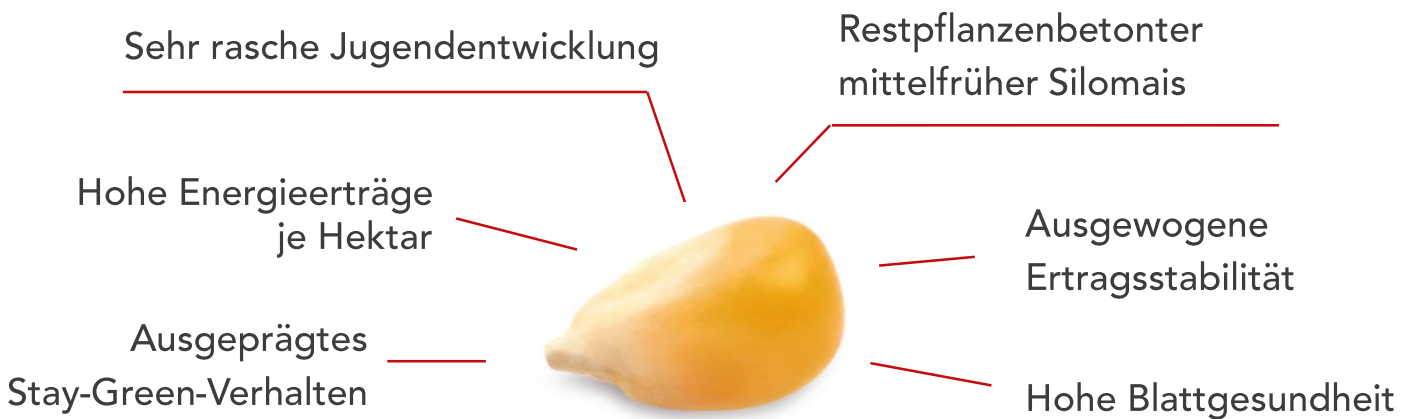 Sehr rasche Jugendentwicklung
Restpflanzenbetonter
mittelfrüher Silomais
Hohe Energieerträge
je Hektar
Ausgewogene
Ertragsstabilität
Ausgeprägtes
Stay-Green-Verhalten
Hohe Blattgesundheit